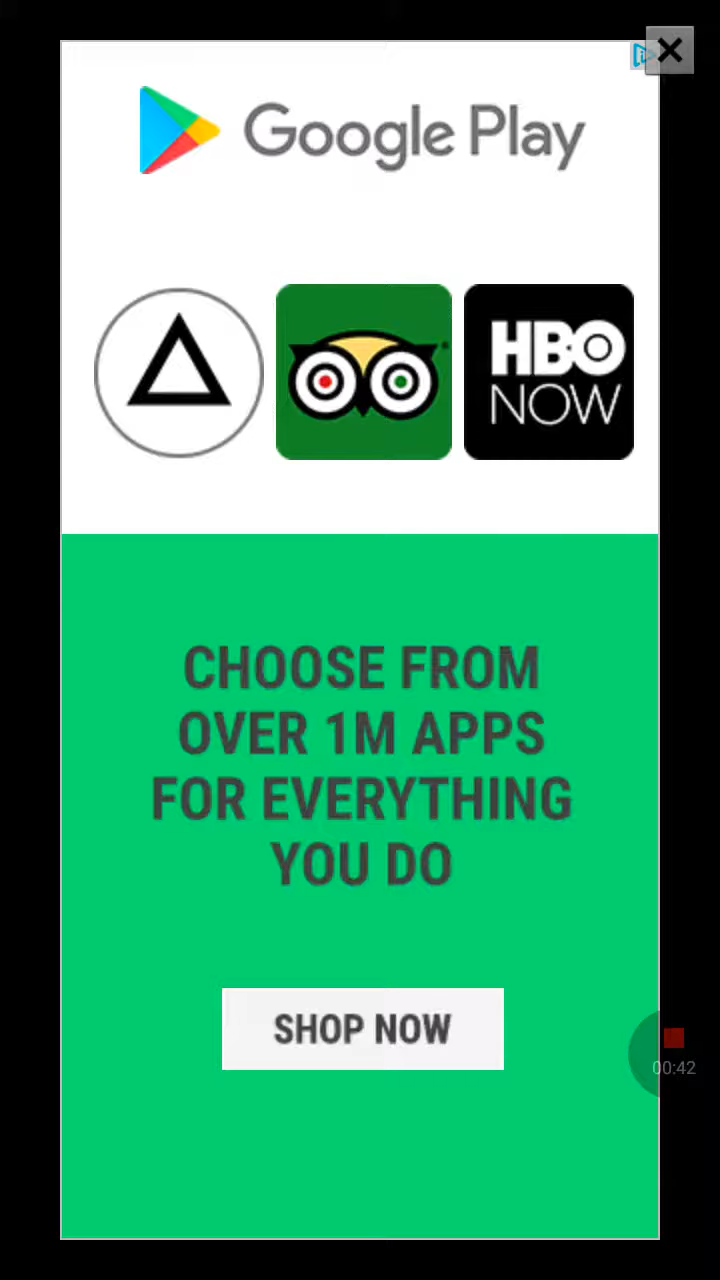 Google Play
HBO
NOW
CHOOSE FROM
OVER 1M APPS
FOR EVERYTHING
YOU DO
SHOP NOW
00:42